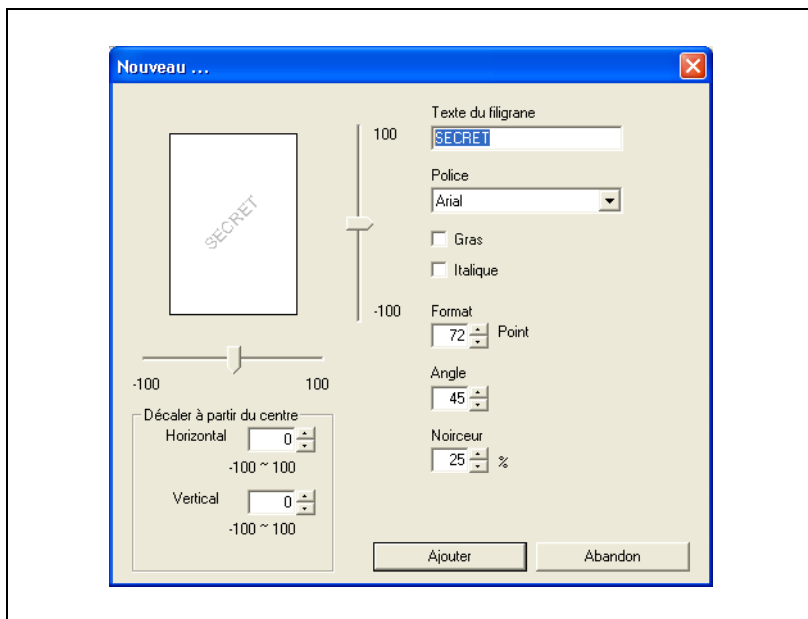 Nouveau ...
SECRET
100
-100
-100 100
Décaler à partir du centre
Horizontal 0
-100 ~ 100
Vertical 0
-100 ~ 100
Texte du filigrane
SECRET
Police
Arial
Gras
Italique
Format
72 Point
Angle
45
Noirceur
25 %
Ajouter Abandon